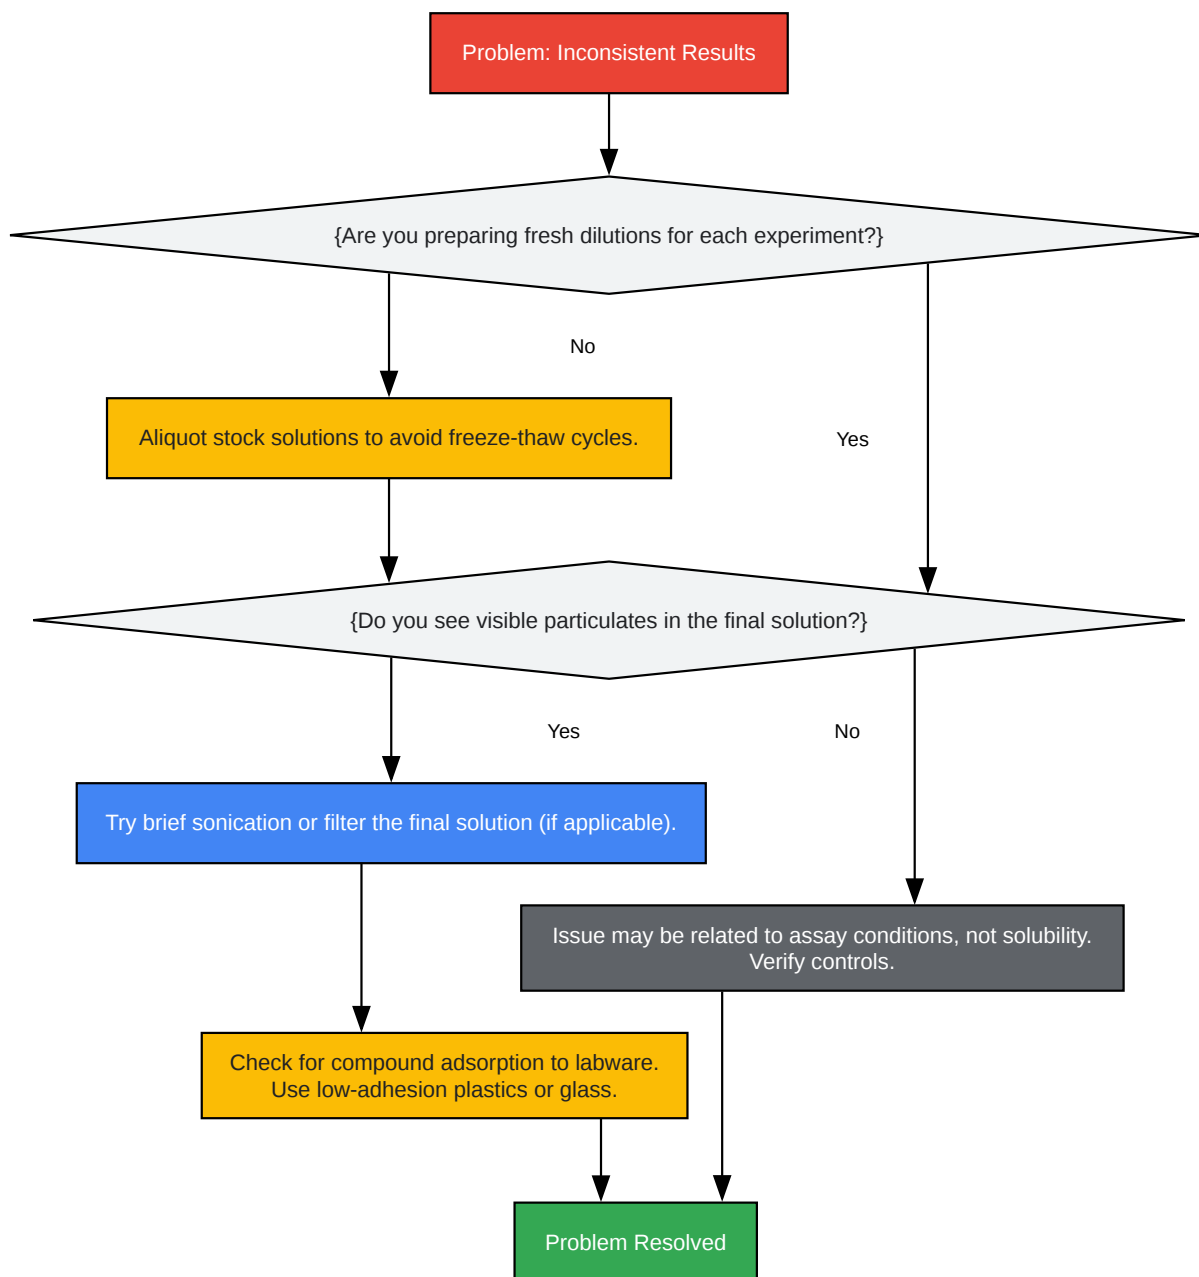 Problem: Inconsistent Results
{Are you preparing fresh dilutions for each experiment?}
No
Aliquot stock solutions to avoid freeze-thaw cycles.
Yes
{Do you see visible particulates in the final solution?}
Yes
No
Try brief sonication or filter the final solution (if applicable).
Issue may be related to assay conditions, not solubility.
Verify controls.
Check for compound adsorption to labware.
Use low-adhesion plastics or glass.
Problem Resolved